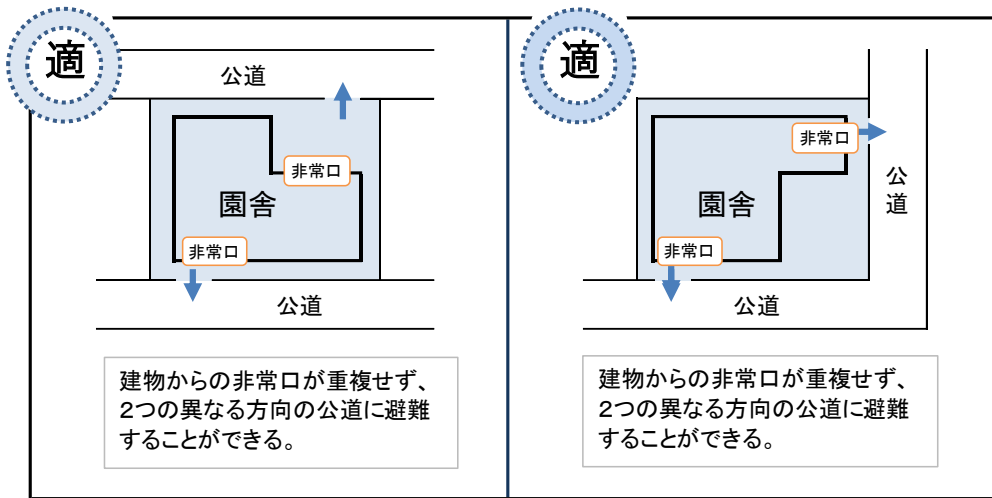 適
公道
非常口
園舎
非常口
公道
建物からの非常口が重複せず、
2つの異なる方向の公道に避難
することができる。
適
非常口
公道
園舎
非常口
公道
建物からの非常口が重複せず、
2つの異なる方向の公道に避難
することができる。